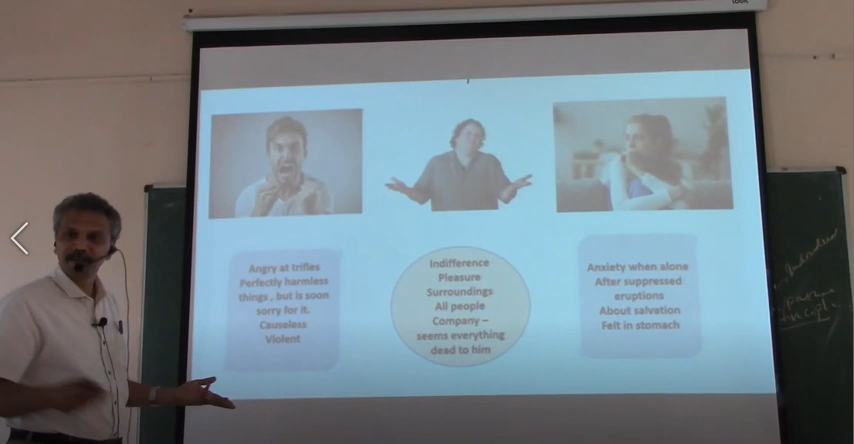 Angry at trifles
Perfectly harmless
things , but is soon
sorry for it.
Causeless
Violent
Indifference
Pleasure
Surroundings
All people
Company –
seems everything
dead to him
Anxiety when alone
After suppressed
eruptions
About salvation
Felt in stomach